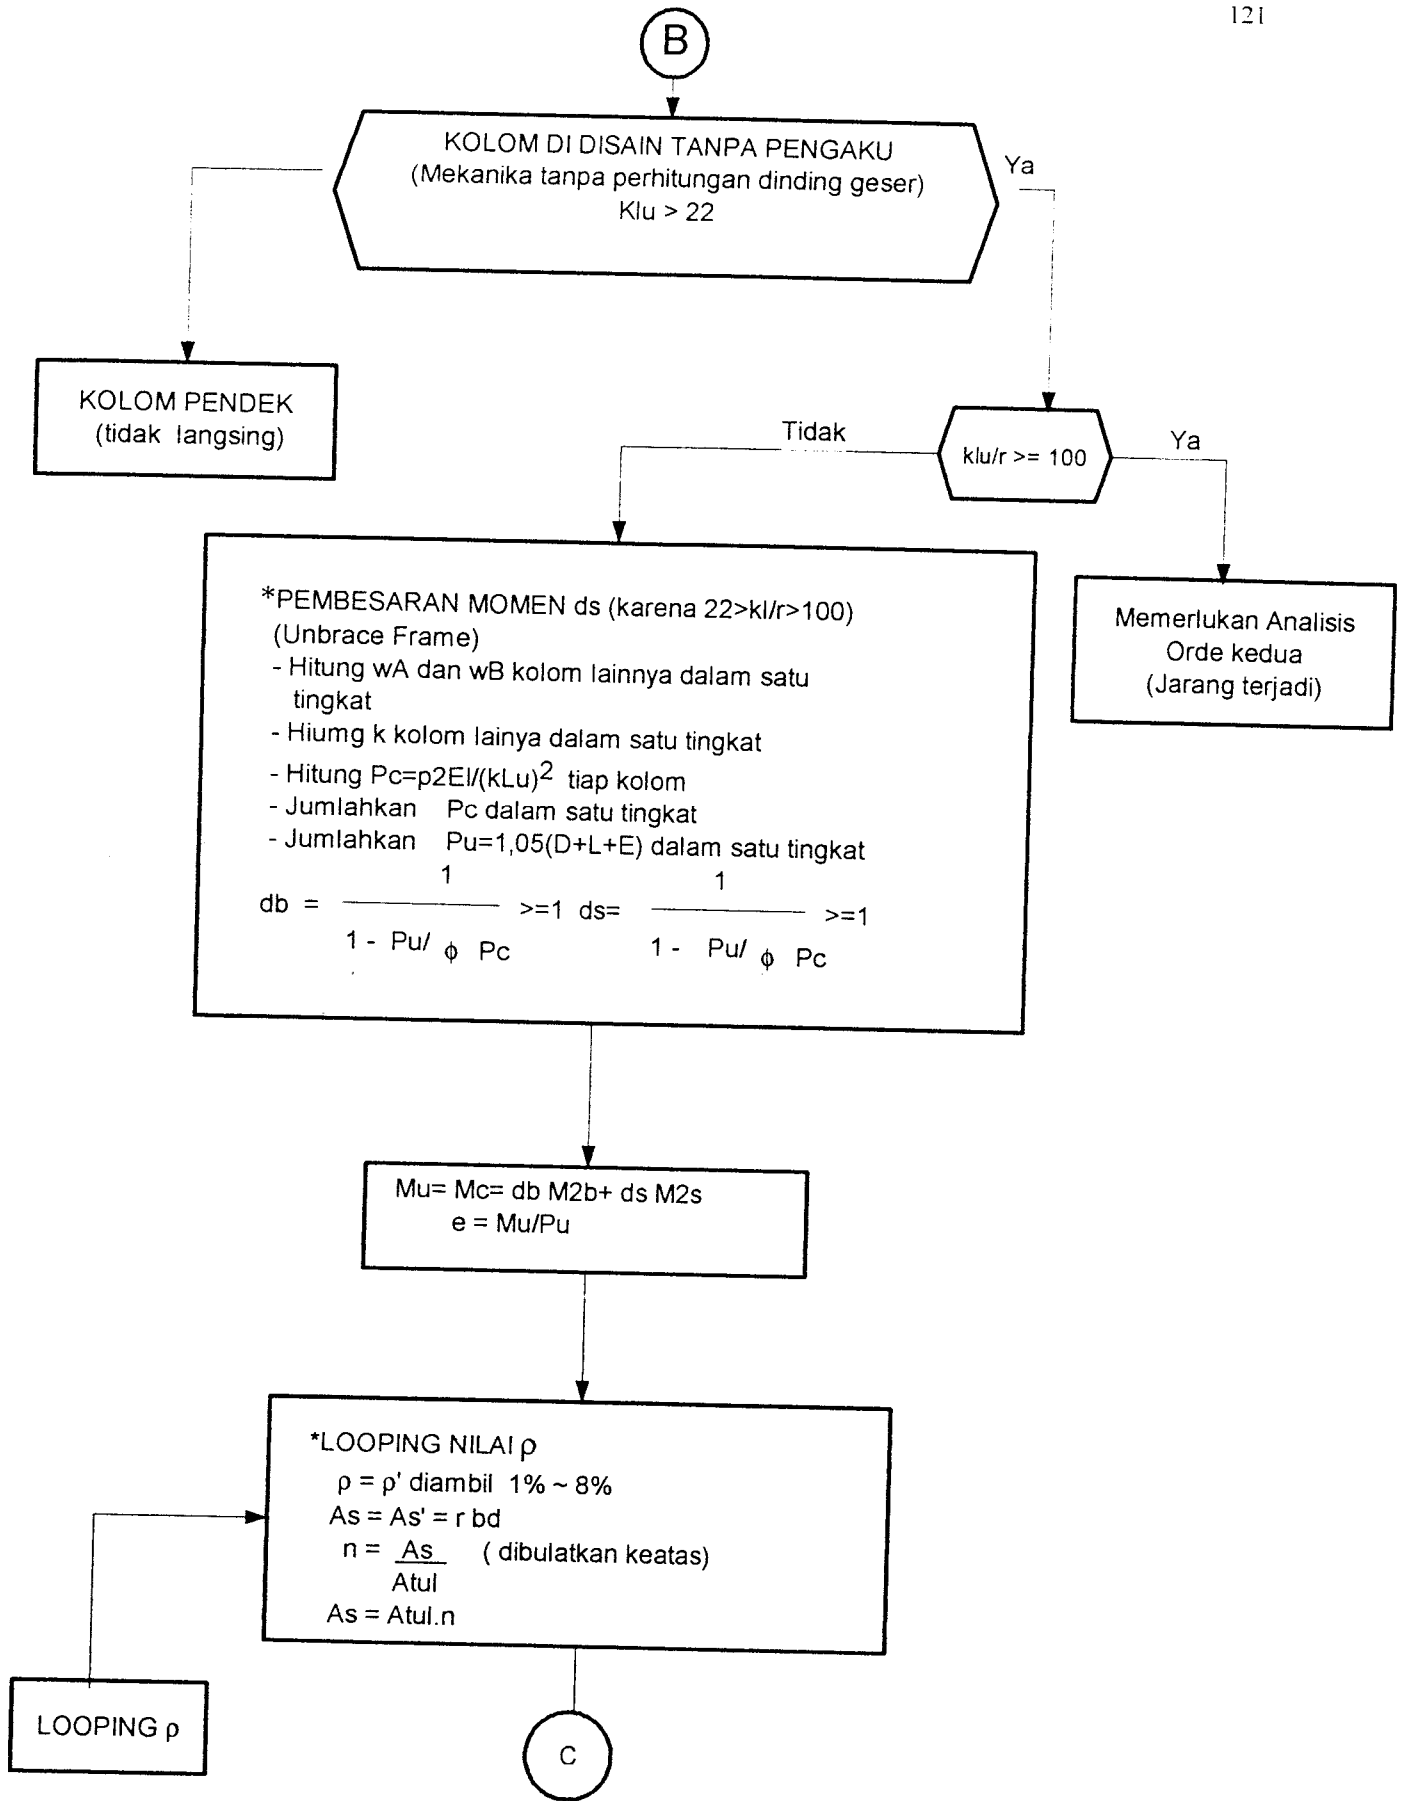 121
B
KOLOM DI DISAIN TANPA PENGAKU
(Mekanika tanpa perhitungan dinding geser)
Klu > 22
Ya
KOLOM PENDEK
(tidak langsing)
Tidak
klu/r >= 100
Ya
*PEMBESARAN MOMEN ds (karena 22>kl/r>100)
(Unbrace Frame)
- Hitung wA dan wB kolom lainnya dalam satu
tingkat
- Hiumg k kolom lainya dalam satu tingkat
- Hitung Pc=p2EI/(kLu)2 tiap kolom
- Jumlahkan Pc dalam satu tingkat
- Jumlahkan Pu=1,05(D+L+E) dalam satu tingkat
1 1
db = >=1 ds= >=1
1 - Pu/ ϕ Pc 1 - Pu/ ϕ Pc
Memerlukan Analisis
Orde kedua
(Jarang terjadi)
Mu= Mc= db M2b+ ds M2s
e = Mu/Pu
*LOOPING NILAI ρ
ρ = ρ' diambil 1% ~ 8%
As = As' = r bd
n = As ( dibulatkan keatas)
Atul
As = Atul.n
LOOPING ρ
C